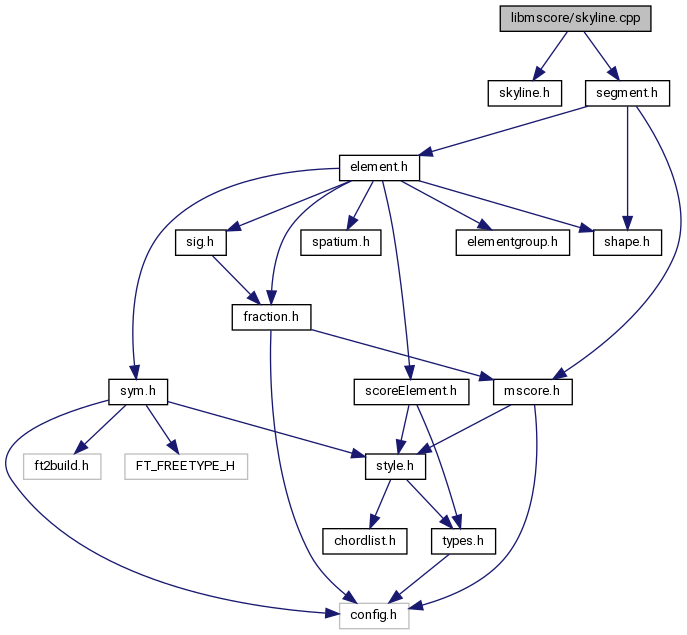 libmscore/skyline.cpp
skyline.h
segment.h
element.h
sig.h
spatium.h
elementgroup.h
shape.h
fraction.h
sym.h
scoreElement.h
mscore.h
ft2build.h
FT_FREETYPE_H
style.h
chordlist.h
types.h
config.h